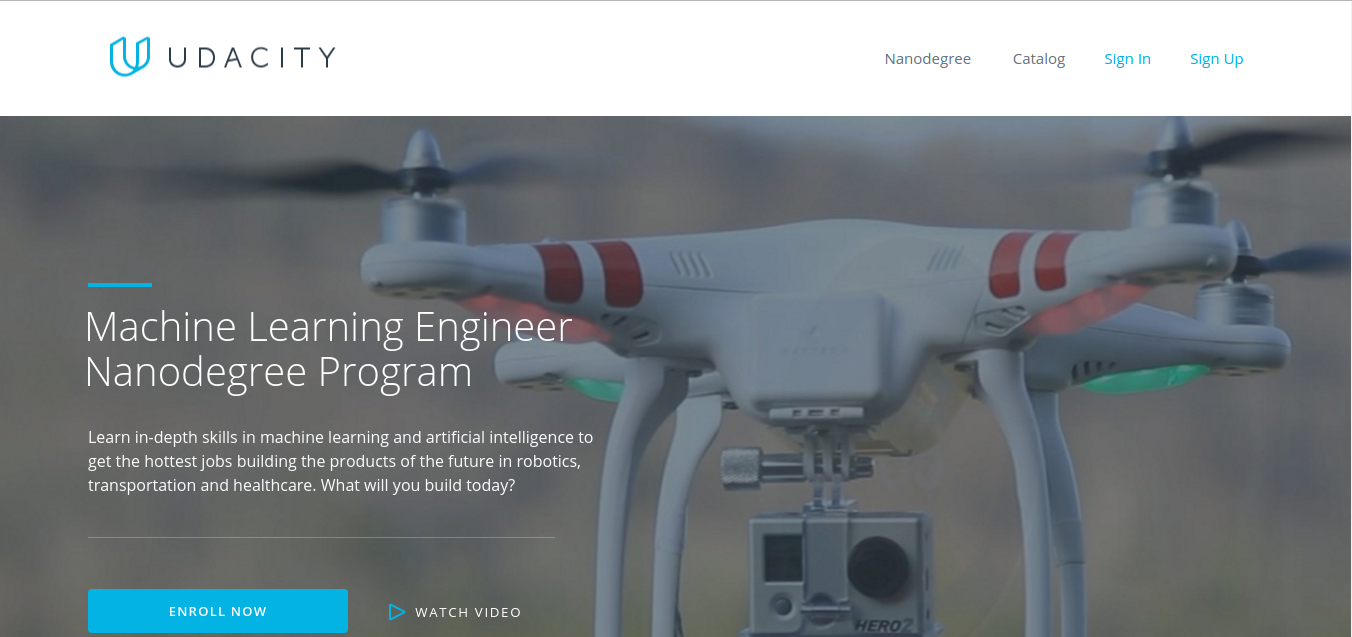 UDACITY
Nanodegree
Catalog
Sign In
Sign Up
Machine Learning Engineer
Nanodegree Program
Learn in-depth skills in machine learning and artificial intelligence to
get the hottest jobs building the products of the future in robotics,
transportation and healthcare. What will you build today?
ENROLL NOW
WATCH VIDEO
HERO2